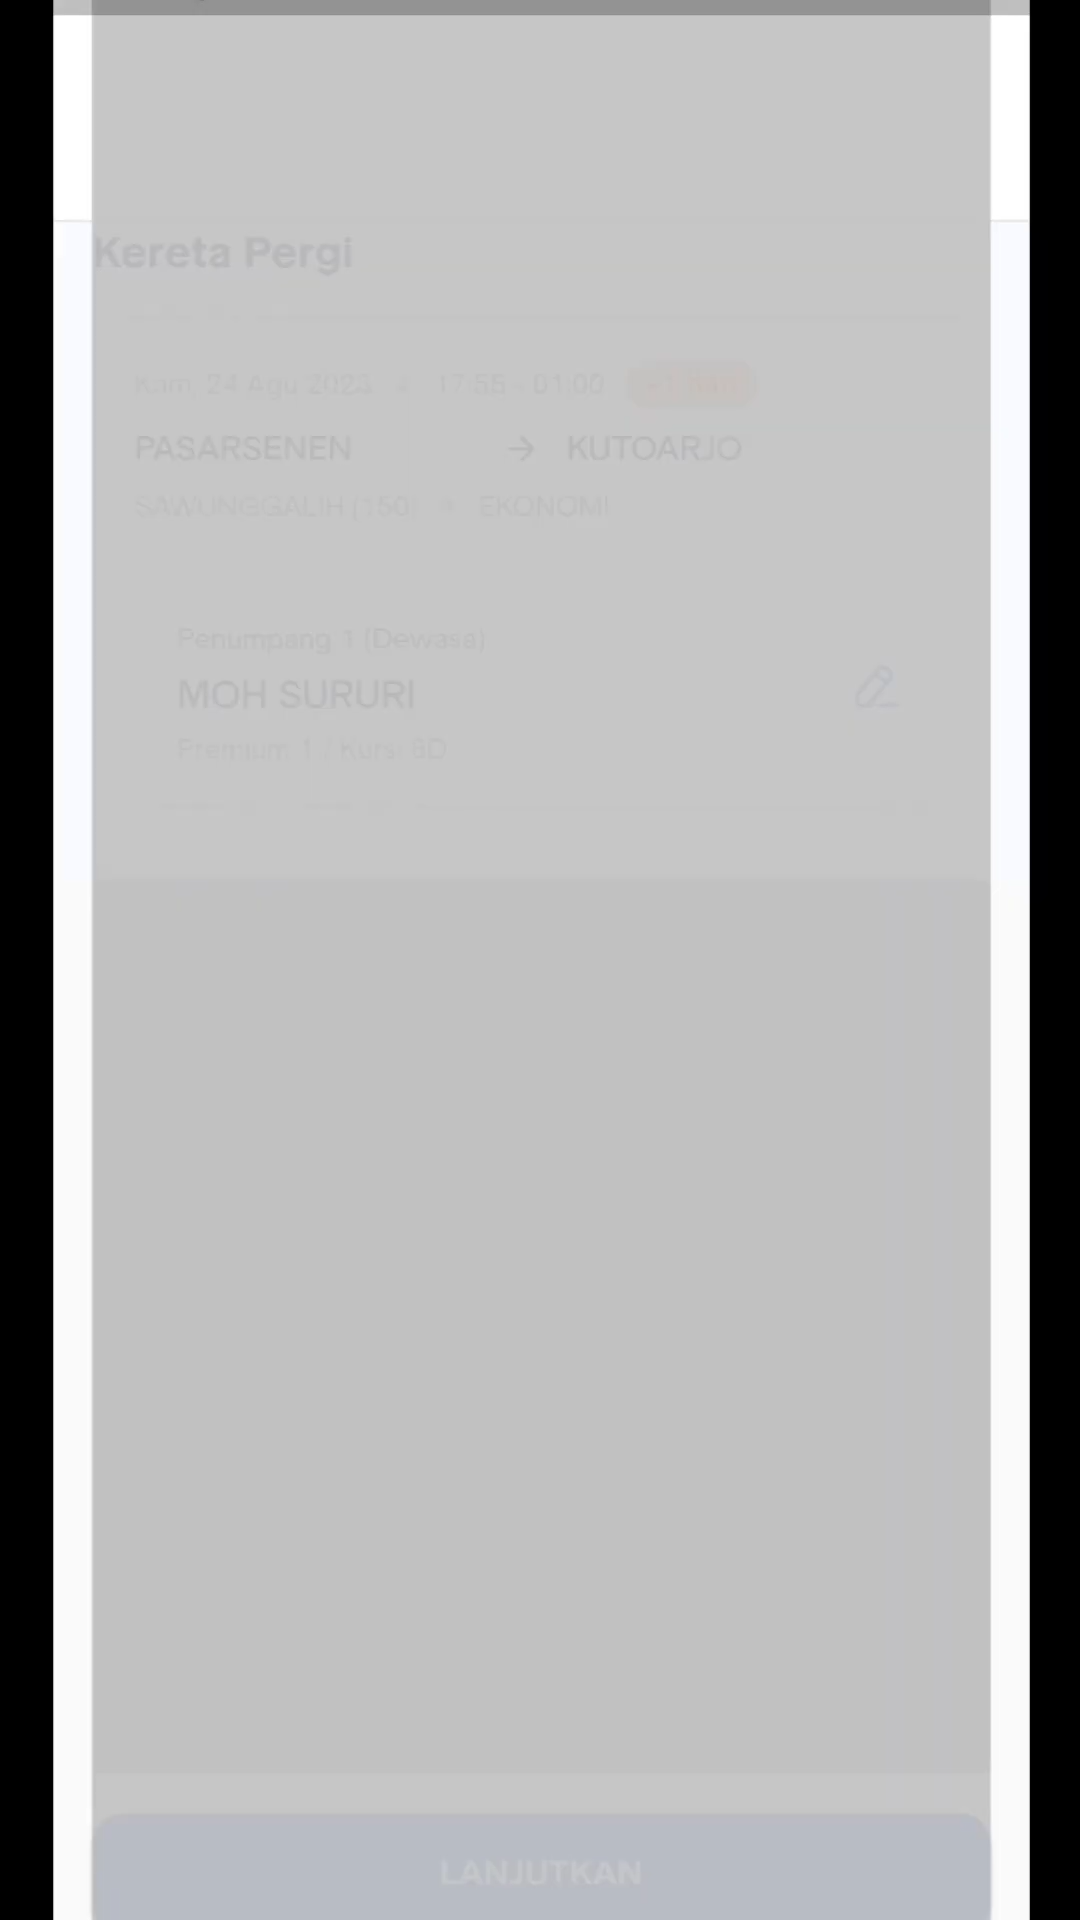 Kereta Pergi
Kam, 24 Agu 2023 • 17:55 - 01:00
PASARSENEN → KUTOARJO
SAWUNGGALIH (150) • EKONOMI
Penumpang 1 (Dewasa)
MOH SURURI
Premium 1 / Kursi 8D
LANJUTKAN